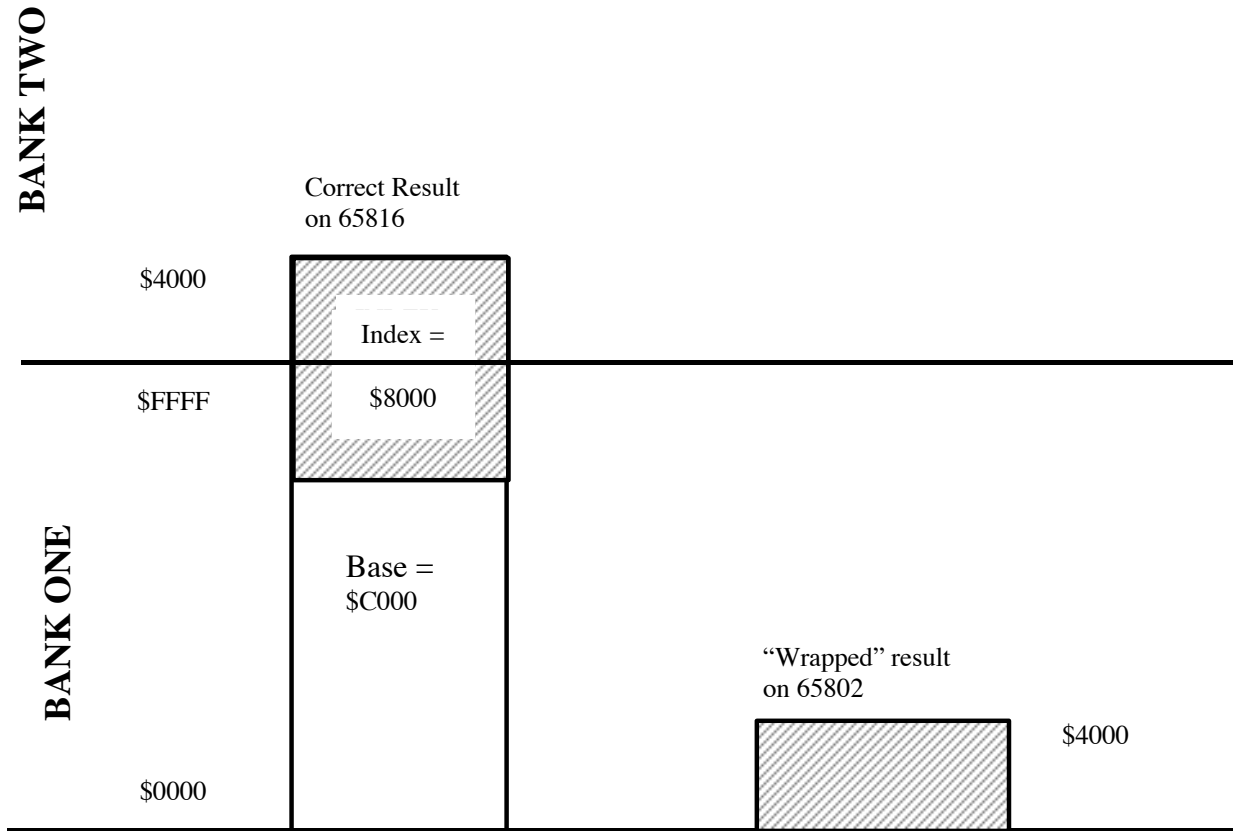 BANK TWO
Correct Result
on 65816
$4000
Index =
$FFFF
$8000
BANK ONE
Base =
$C000
“Wrapped” result
on 65802
$4000
$0000